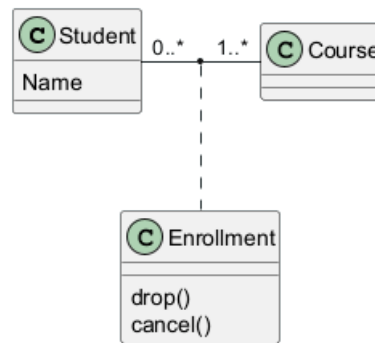 C Student
0..*
1..*
C Course
Name
C Enrollment
drop()
cancel()